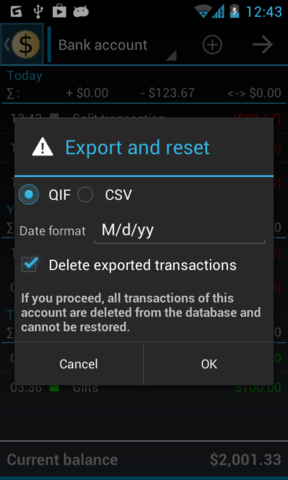 12:43
Bank account
Today
Σ: + $0.00 - $123.67 <-> $0.00
12:43 Split transaction
Export and reset
QIF CSV
Date format M/d/yy
Delete exported transactions
If you proceed, all transactions of this
account are deleted from the database and
cannot be restored.
Cancel OK
03:36 Gifts $100.00
Current balance $2,001.33